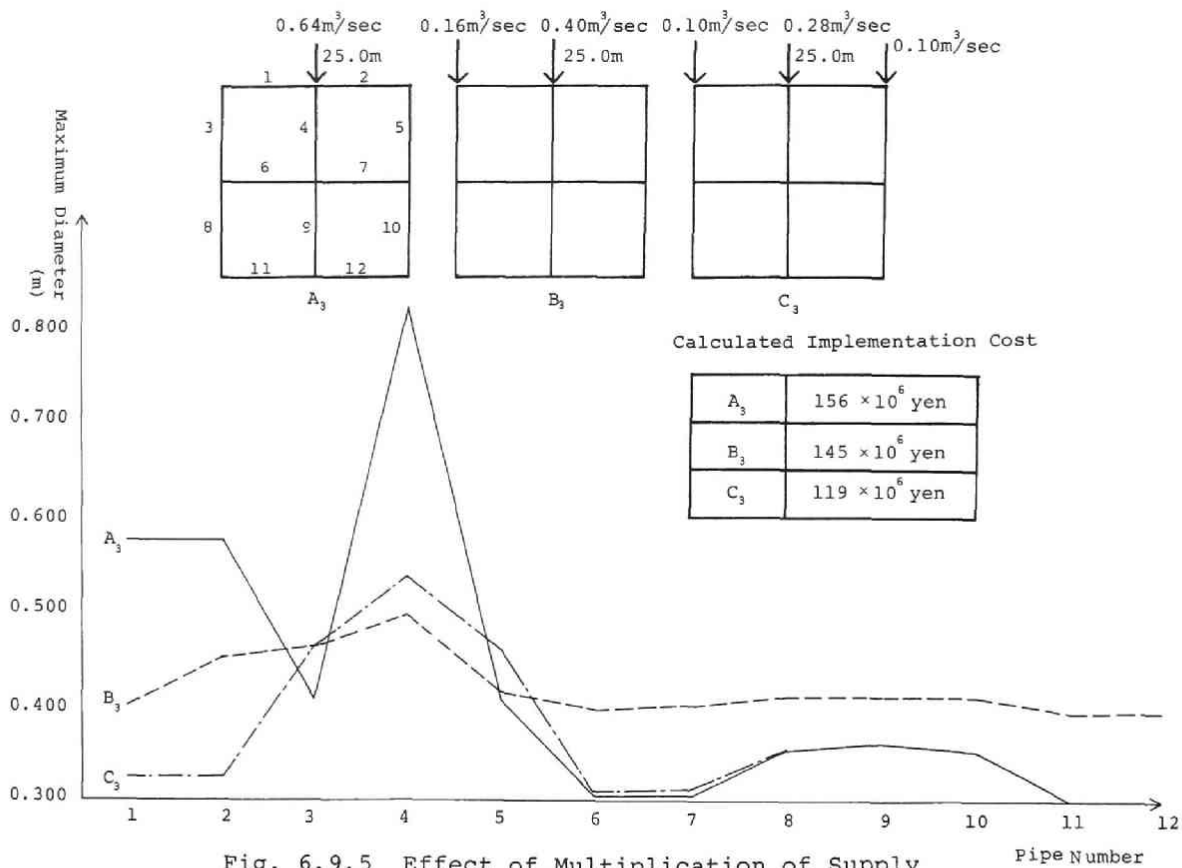 0.64m³/sec 0.16m³/sec 0.40m³/sec 0.10m³/sec 0.28m³/sec
0.10m³/sec
25.0m 25.0m 25.0m
1 2
3 4 5
6 7
8 9 10
11 12
A₃ B₃ C₃
Maximum Diameter
(m)
Calculated Implementation Cost
A₃ 156 ×10⁶ yen
B₃ 145 ×10⁶ yen
C₃ 119 ×10⁶ yen
0.800
0.700
0.600
0.500
0.400
0.300
A₃
B₃
C₃
1 2 3 4 5 6 7 8 9 10 11 12
Pipe Number
Fig. 6.9.5 Effect of Multiplication of Supply